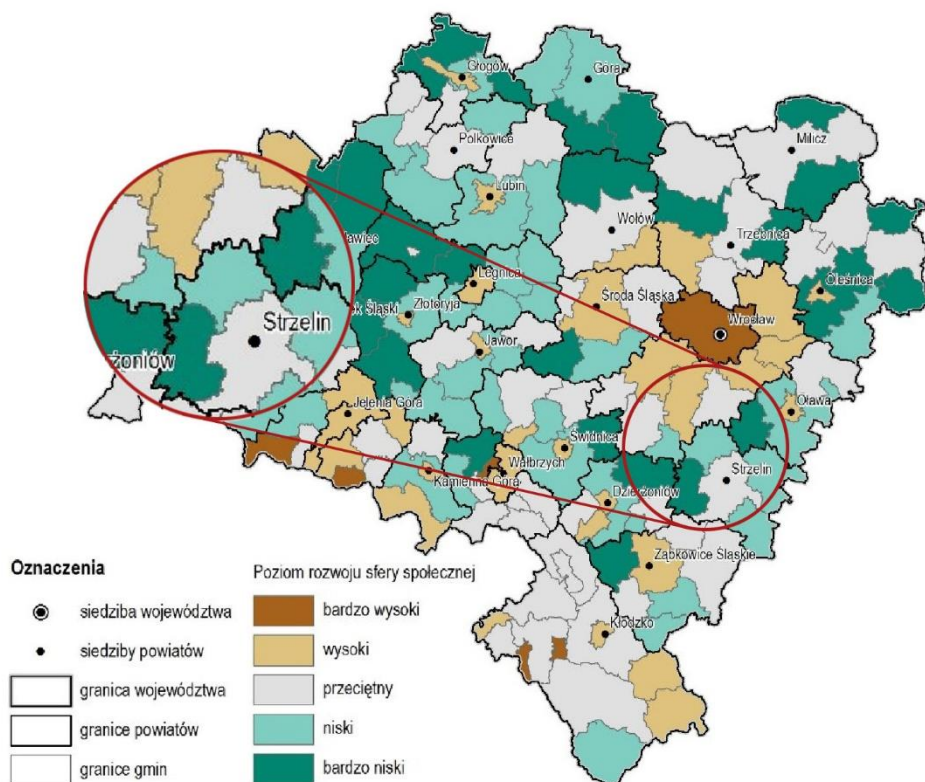 Głogów
Góra
Polkowice
Milicz
Lubin
Wołów
Trzebnica
Legnica
Oleśnica
Złotoryja
Środa Śląska
Wrocław
Strzelin
Jawor
Jelenia Góra
Oława
Świdnica
Wałbrzych
Strzelin
Kamienna Góra
Dzierżoniów
Ząbkowice Śląskie
Kłodzko
Oznaczenia
siedziba województwa
siedziby powiatów
granica województwa
granice powiatów
granice gmin
Poziom rozwoju sfery społecznej
bardzo wysoki
wysoki
przeciętny
niski
bardzo niski